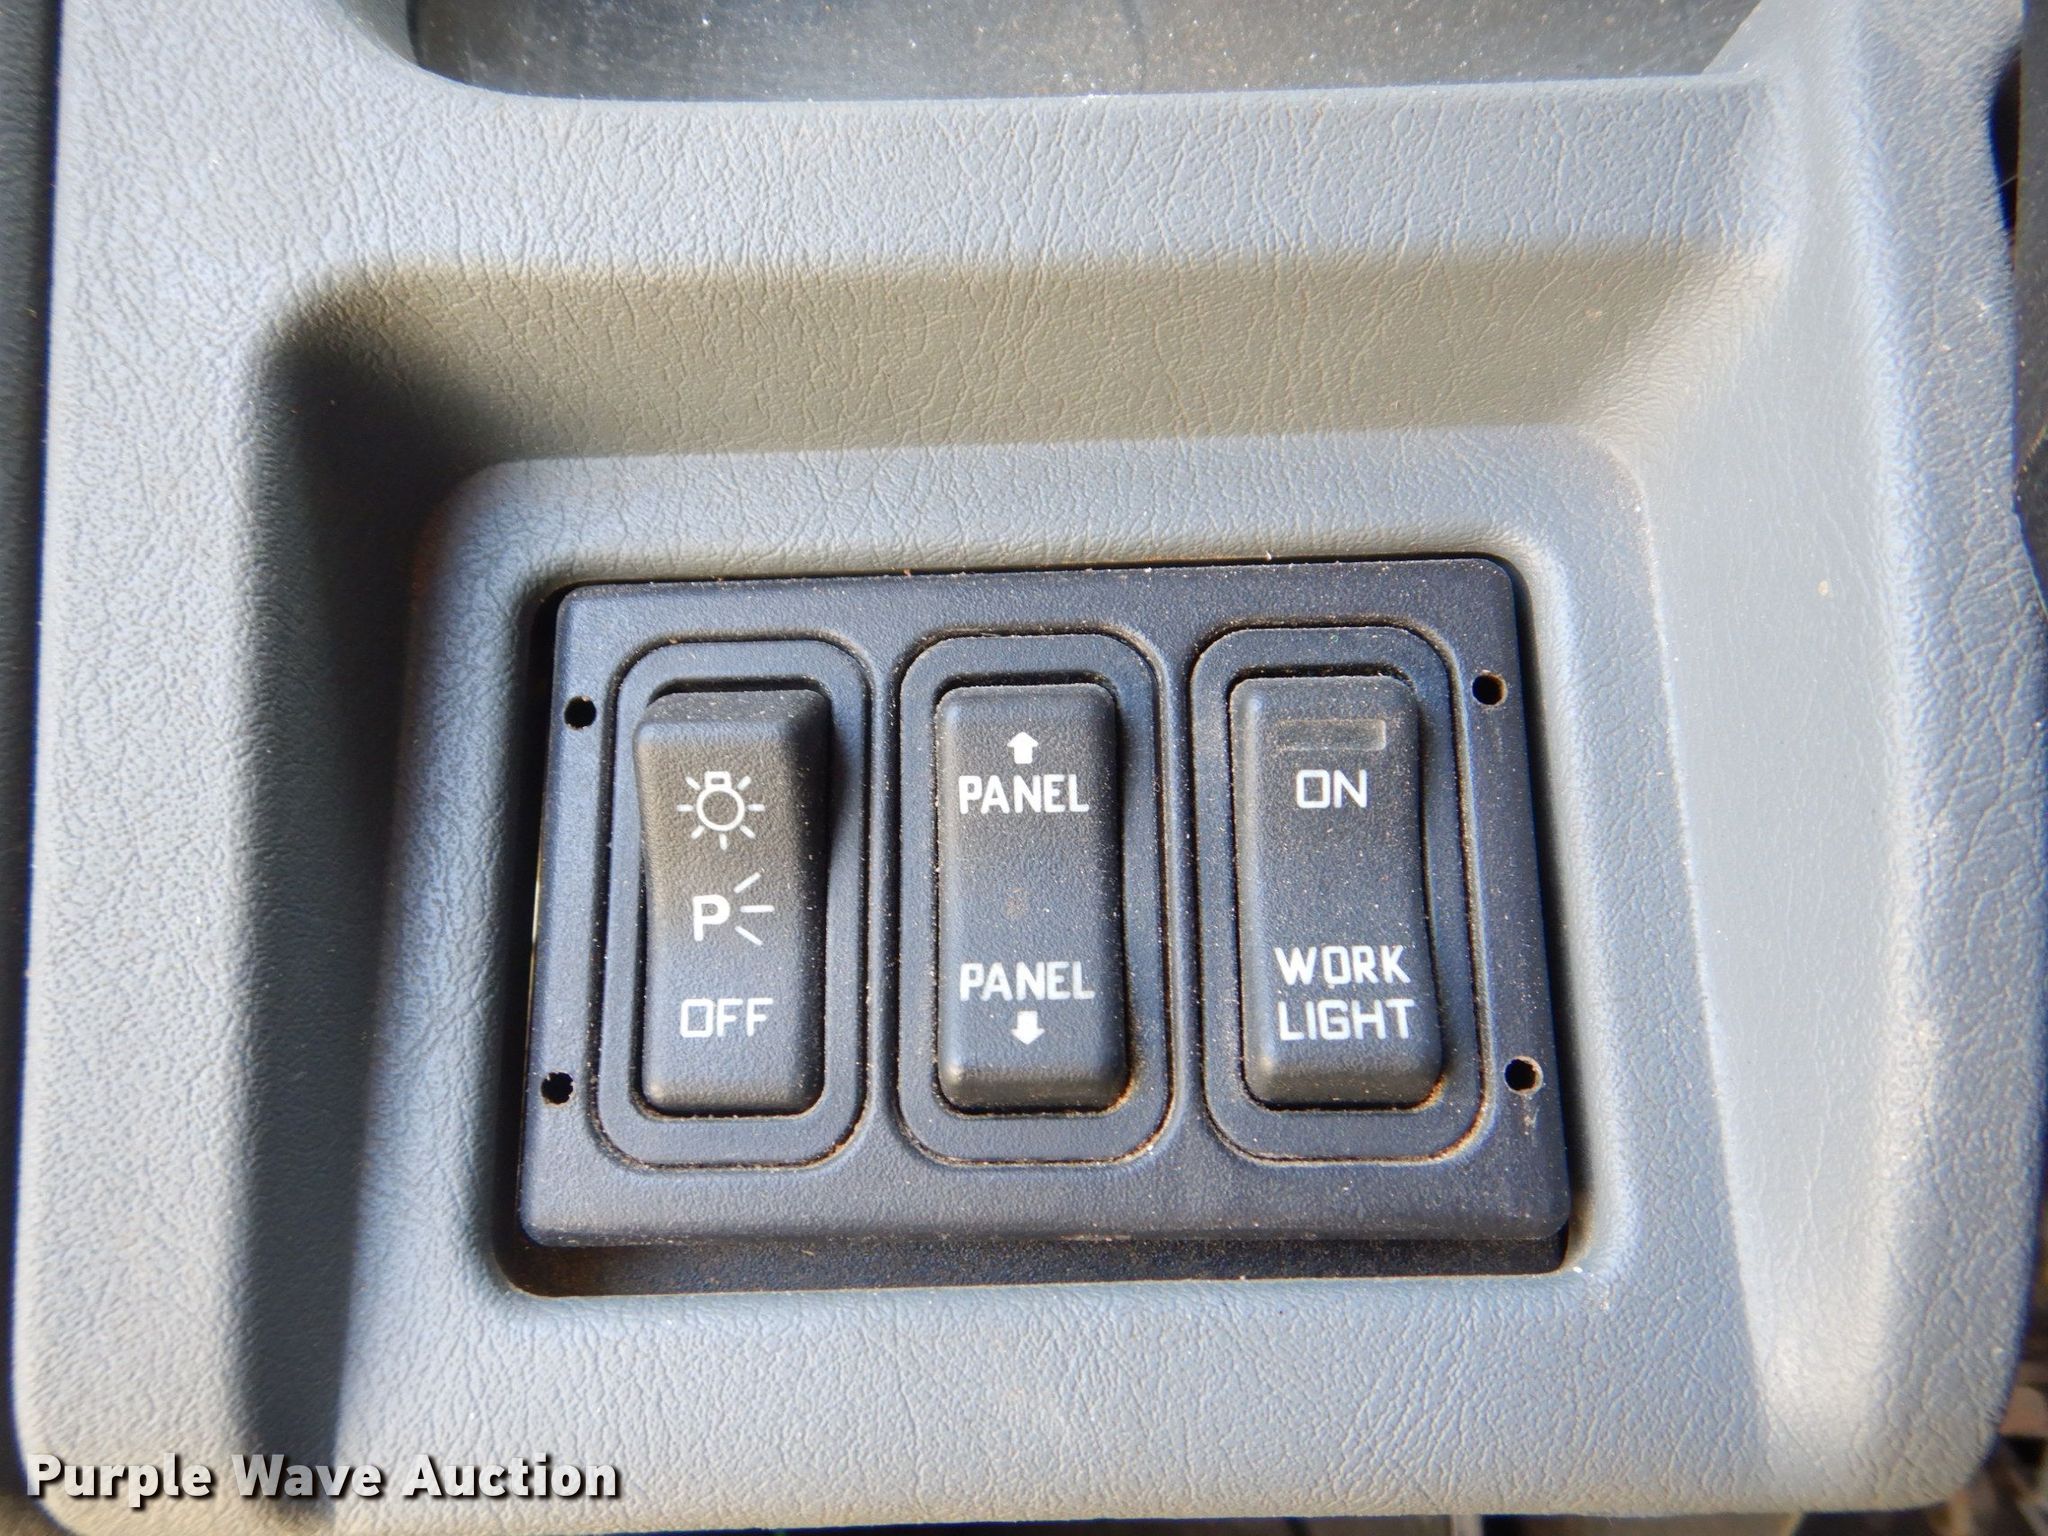 P
OFF
PANEL
PANEL
ON
WORK
LIGHT
Purple Wave Auction